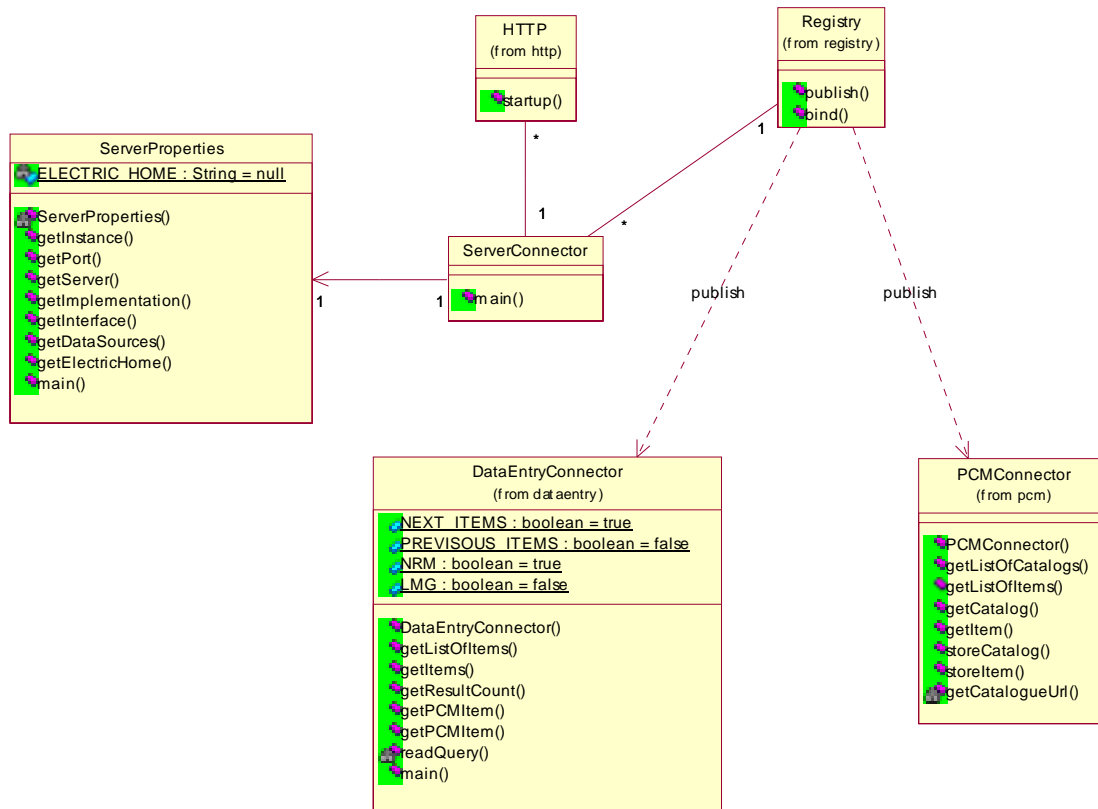 HTTP
(from http)
startup()
Registry
(from registry)
publish()
bind()
*
1
1
*
ServerProperties
ELECTRIC_HOME : String = null
ServerProperties()
getInstance()
getPort()
getServer()
getImplementation()
getInterface()
getDataSources()
getElectricHome()
main()
ServerConnector
main()
1
1
publish
publish
DataEntryConnector
(from dataentry)
NEXT_ITEMS : boolean = true
PREVISOUS_ITEMS : boolean = false
NRM : boolean = true
LMG : boolean = false
DataEntryConnector()
getListOfItems()
getItems()
getResultCount()
getPCMItem()
getPCMItem()
readQuery()
main()
PCMConnector
(from pcm)
PCMConnector()
getListOfCatalogs()
getListOfItems()
getCatalog()
getItem()
storeCatalog()
storeItem()
getCatalogueUrl()